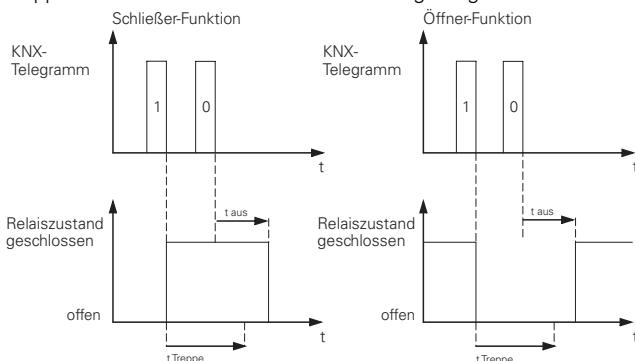 Schließer-Funktion
KNX-
Telegramm
1
0
t
Relaiszustand
geschlossen
t aus
offen
t
t Treppe
Öffner-Funktion
KNX-
Telegramm
1
0
t
Relaiszustand
geschlossen
t aus
offen
t
t Treppe